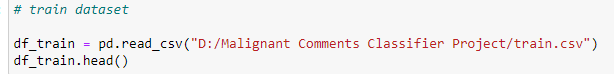 # train dataset
df_train = pd.read_csv("D:/Malignant Comments Classifier Project/train.csv")
df_train.head()